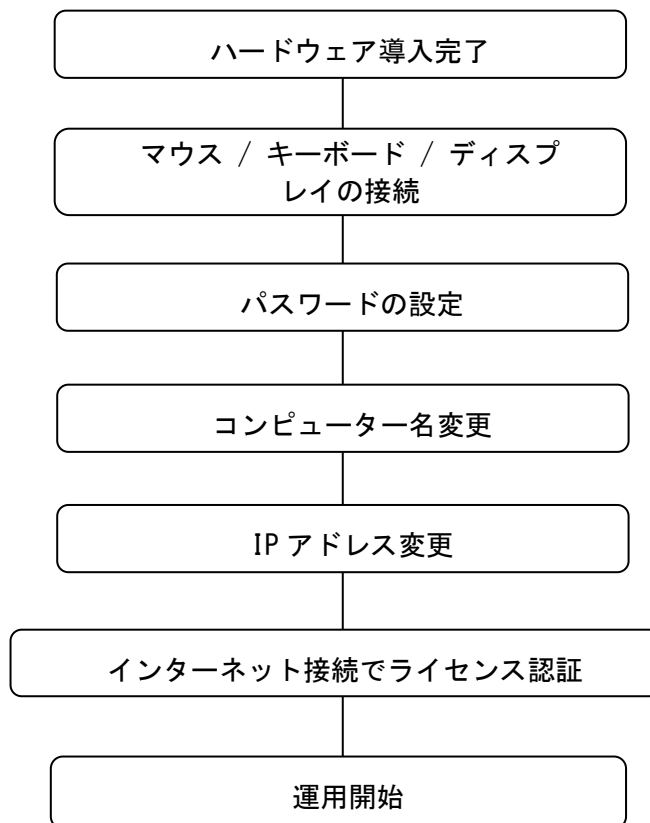 ハードウェア導入完了
マウス / キーボード / ディスプ
レイの接続
パスワードの設定
コンピューター名変更
IP アドレス変更
インターネット接続でライセンス認証
運用開始